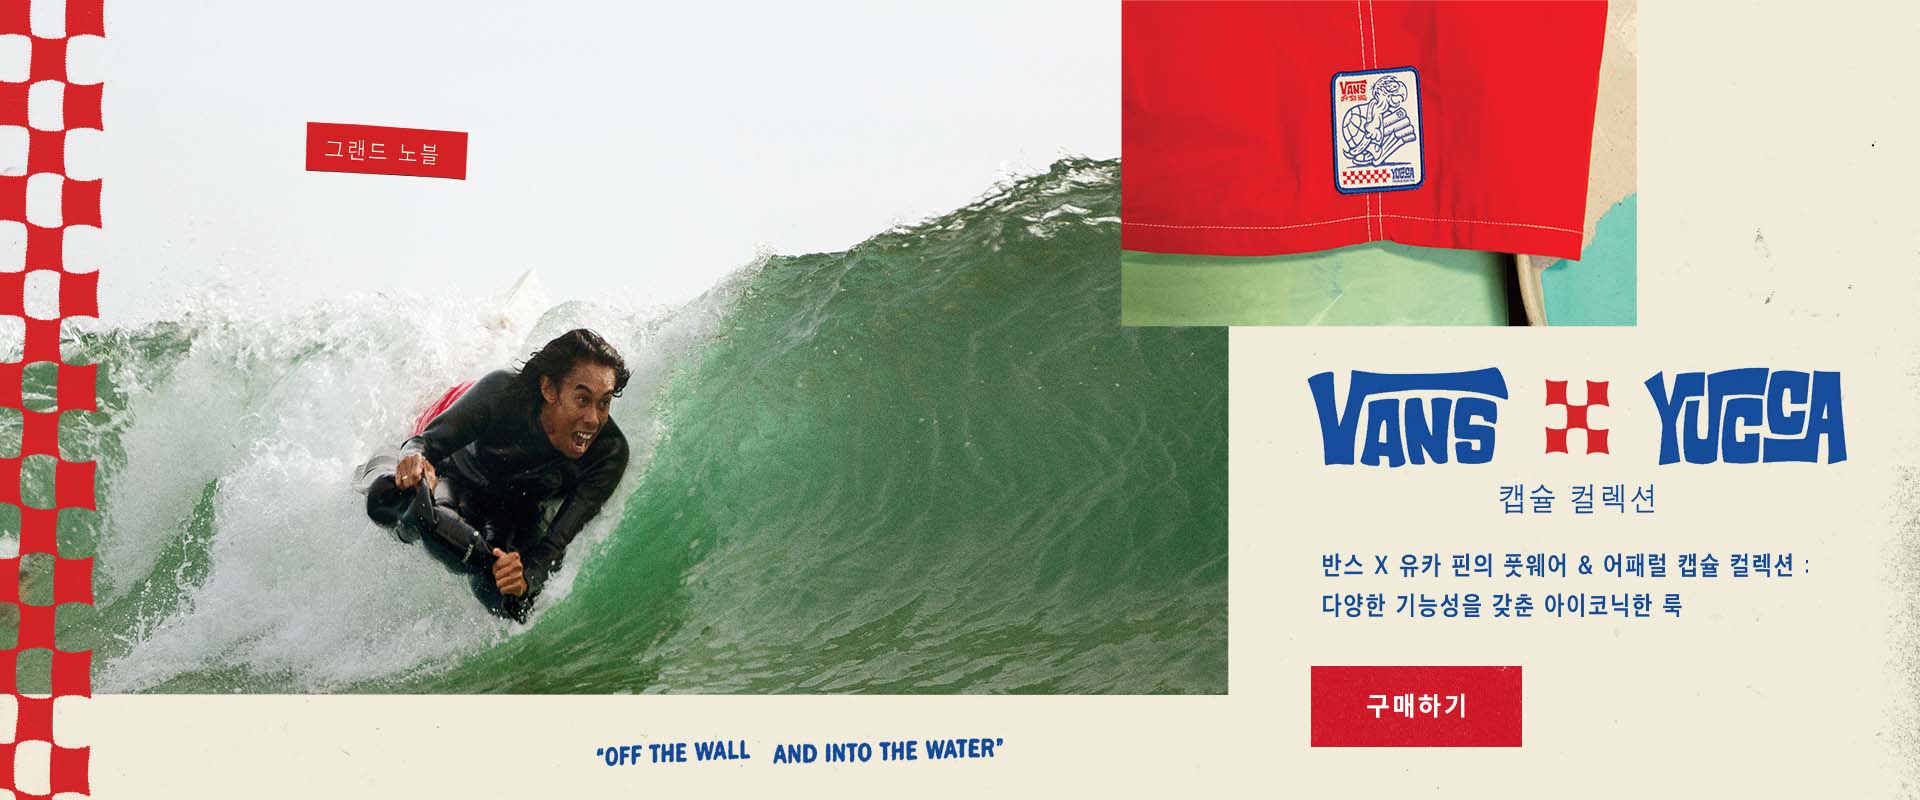 그랜드 노블
VANS
YUCCA
VANS YUCCA
캡슐 컬렉션
반스 X 유카 핀의 풋웨어 & 어패럴 캡슐 컬렉션 :
다양한 기능성을 갖춘 아이코닉한 룩
구매하기
“OFF THE WALL AND INTO THE WATER”